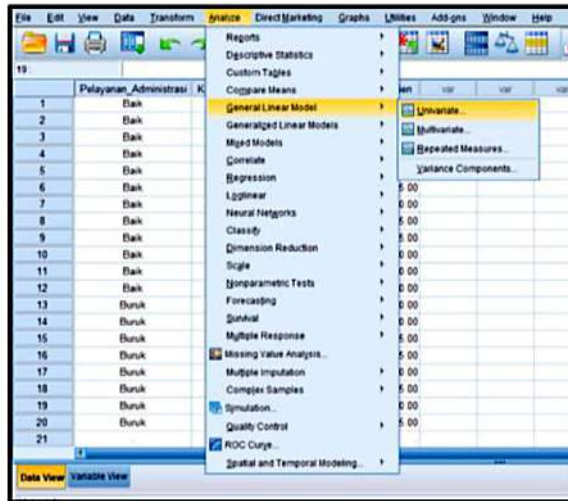 File Edit View Data Transform Analyze Direct Marketing Graphs Utilities Add-ons Window Help
19 :
Pelayanan_Administrasi K
var var
1 Baik
2 Baik
3 Baik
4 Baik
5 Baik
6 Baik
7 Baik
8 Baik
9 Baik
10 Baik
11 Baik
12 Baik
13 Buruk
14 Buruk
15 Buruk
16 Buruk
17 Buruk
18 Buruk
19 Buruk
20 Buruk
21
Reports
Descriptive Statistics
Custom Tables
Compare Means
General Linear Model
Generalized Linear Models
Mixed Models
Correlate
Regression
Loglinear
Neural Networks
Classify
Dimension Reduction
Scale
Nonparametric Tests
Forecasting
Survival
Multiple Response
Missing Value Analysis...
Multiple Imputation
Complex Samples
Simulation...
Quality Control
ROC Curve...
Spatial and Temporal Modeling...
Univariate...
Multivariate...
Repeated Measures...
Variance Components...
Data View Variable View